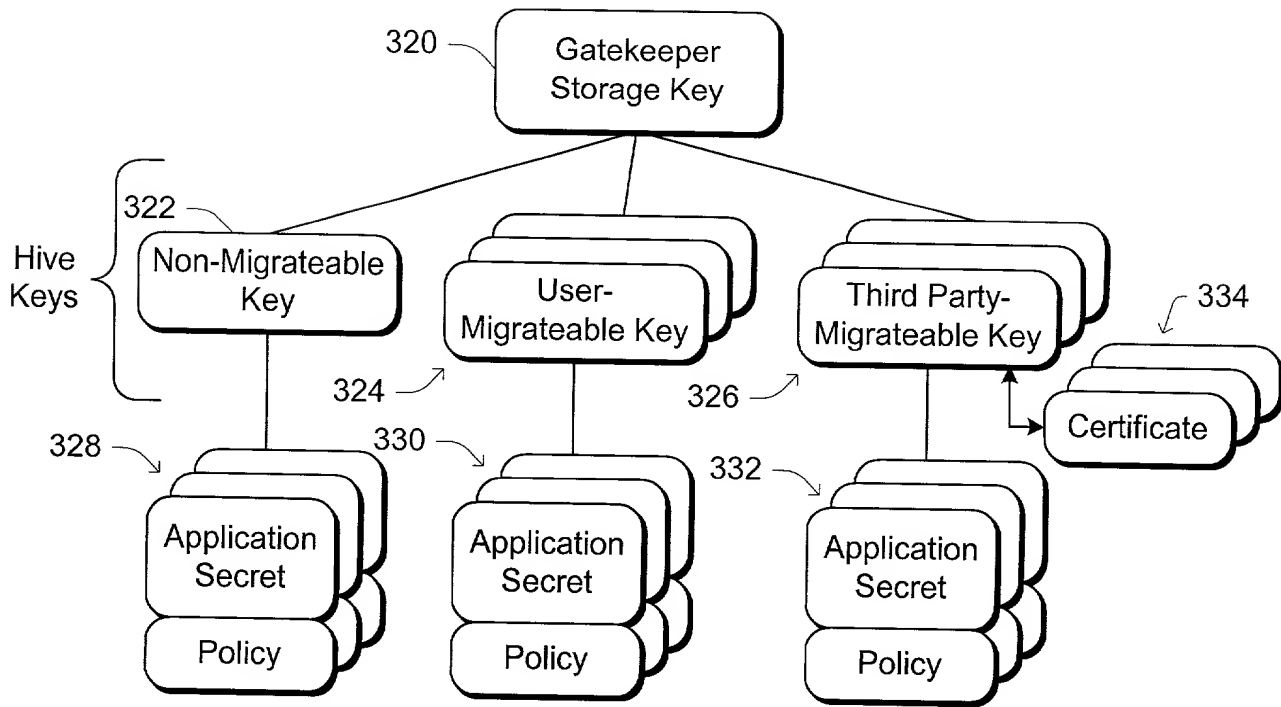 320
Gatekeeper
Storage Key
Hive
Keys
322
Non-Migrateable
Key
User-
Migrateable Key
324
Third Party-
Migrateable Key
326
334
Certificate
328
Application
Secret
Policy
330
Application
Secret
Policy
332
Application
Secret
Policy